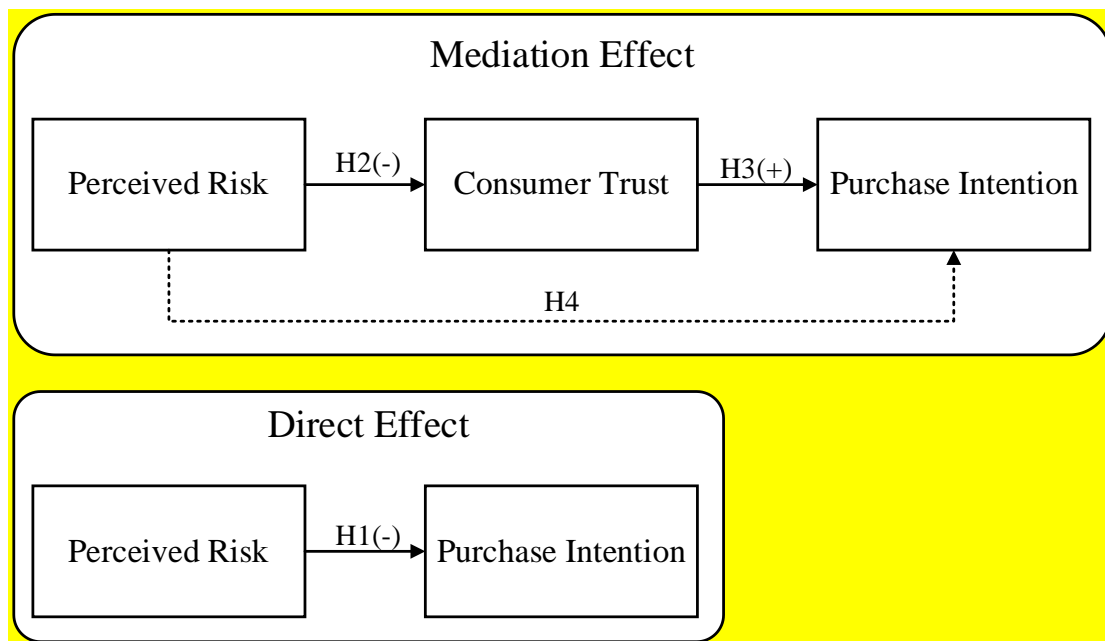 Mediation Effect
Perceived Risk
H2(-)
Consumer Trust
H3(+)
Purchase Intention
H4
Direct Effect
Perceived Risk
H1(-)
Purchase Intention